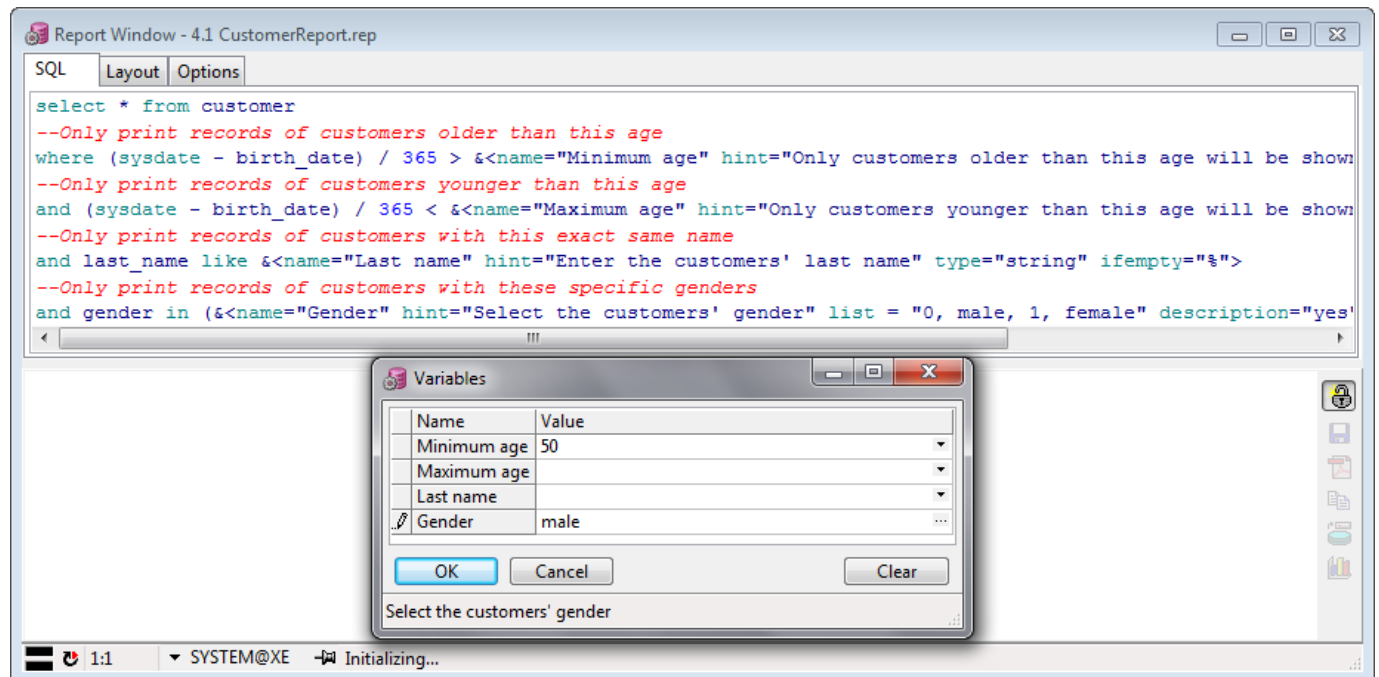 Report Window - 4.1 CustomerReport.rep
SQL Layout Options
select * from customer
--Only print records of customers older than this age
where (sysdate - birth_date) / 365 > &<name="Minimum age" hint="Only customers older than this age will be shown
--Only print records of customers younger than this age
and (sysdate - birth_date) / 365 < &<name="Maximum age" hint="Only customers younger than this age will be shown
--Only print records of customers with this exact same name
and last_name like &<name="Last name" hint="Enter the customers' last name" type="string" ifempty="%">
--Only print records of customers with these specific genders
and gender in (&<name="Gender" hint="Select the customers' gender" list = "0, male, 1, female" description="yes"
Variables
Name Value
Minimum age 50
Maximum age
Last name
Gender male ...
OK Cancel Clear
Select the customers' gender
1:1 SYSTEM@XE Initializing...